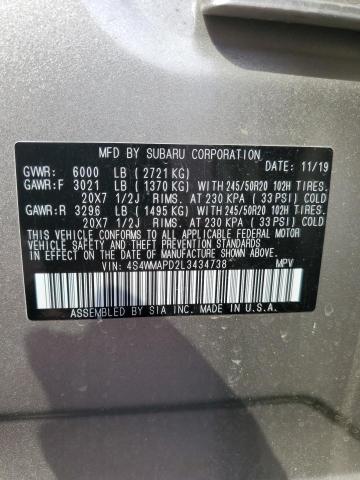 MFD BY SUBARU CORPORATION
GVWR: 6000 LB ( 2721 KG) DATE: 11/19
GAWR:F 3021 LB ( 1370 KG) WITH 245/50R20 102H TIRES.
20X7 1/2J RIMS. AT 230 KPA ( 33 PSI) COLD
GAWR:R 3296 LB ( 1495 KG) WITH 245/50R20 102H TIRES.
20X7 1/2J RIMS. AT 230 KPA ( 33 PSI) COLD
THIS VEHICLE CONFORMS TO ALL APPLICABLE FEDERAL MOTOR
VEHICLE SAFETY, BUMPER AND THEFT PREVENTION STANDARDS
IN EFFECT ON THE DATE OF MANUFACTURE SHOWN ABOVE.
VIN: 4S4WMAPD2L3434738 MPV
ASSEMBLED BY SIA INC. MADE IN U.S.A.